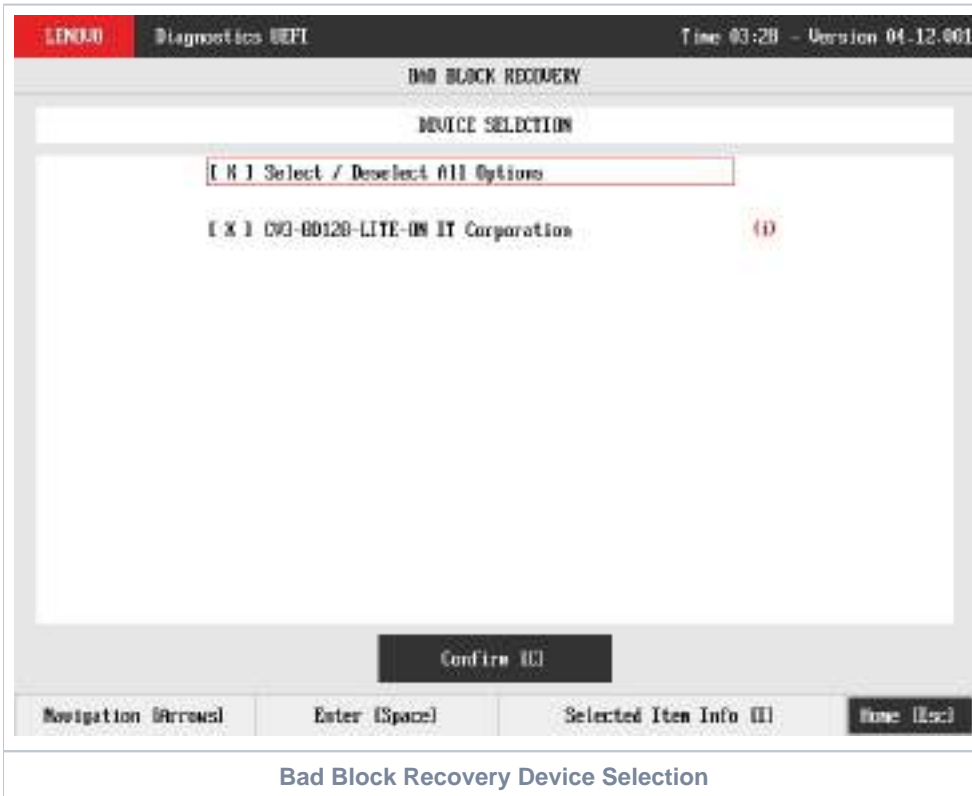 LENOVO Diagnostics UEFI Time 03:28 - Version 04.12.001
BAD BLOCK RECOVERY
DEVICE SELECTION
[ X ] Select / Deselect All Options
[ X ] CV3-8D128-LITE-ON IT Corporation (i)
Confirm [C]
Navigation [Arrows] Enter [Space] Selected Item Info [I] Home [Esc]
Bad Block Recovery Device Selection